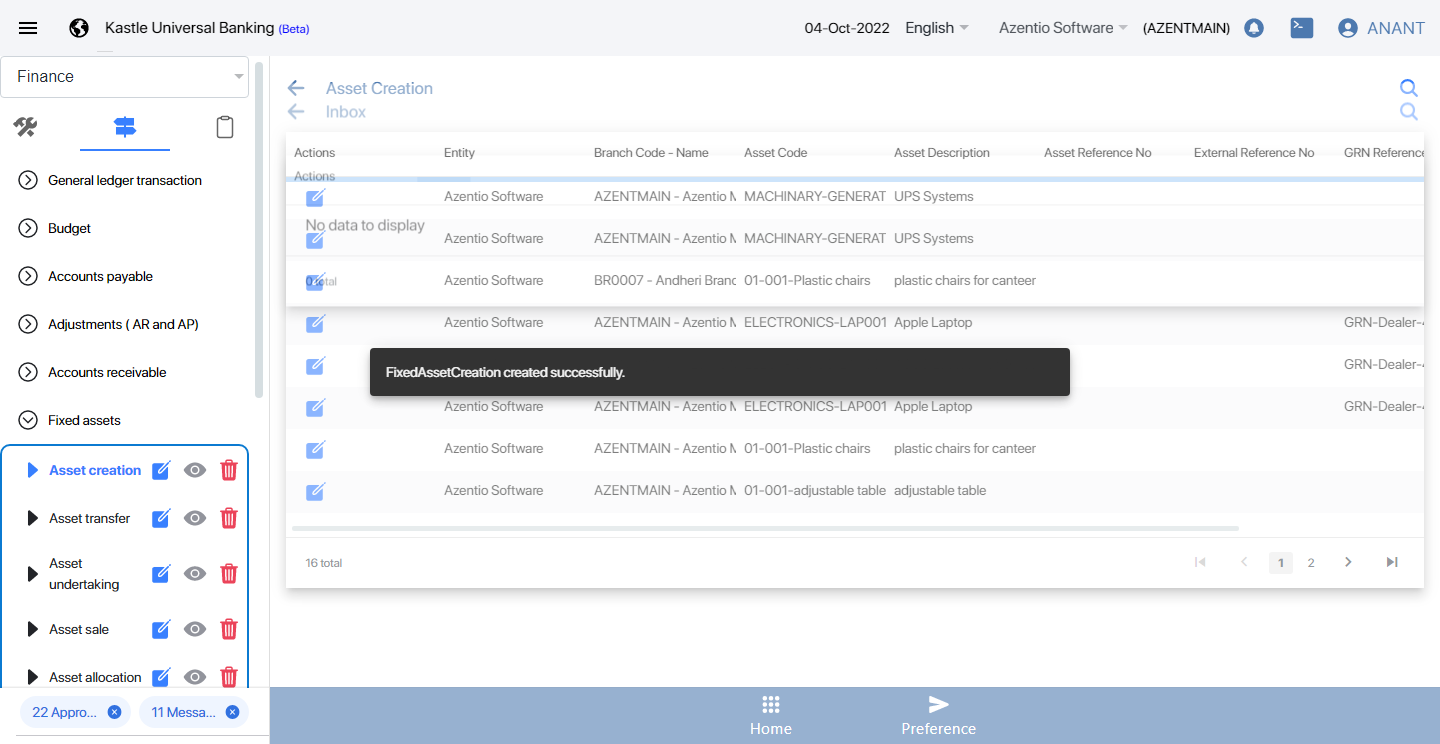 Kastle Universal Banking (Beta)
04-Oct-2022 English Azentio Software (AZENTMAIN) ANANT
Finance
General ledger transaction
Budget
Accounts payable
Adjustments ( AR and AP)
Accounts receivable
Fixed assets
Asset creation
Asset transfer
Asset
undertaking
Asset sale
Asset allocation
22 Appro...
11 Messa...
Asset Creation
Inbox
Actions Entity Branch Code - Name Asset Code Asset Description Asset Reference No External Reference No GRN Reference
Actions
Azentio Software AZENTMAIN - Azentio M MACHINARY-GENERAT UPS Systems
No data to display
Azentio Software AZENTMAIN - Azentio M MACHINARY-GENERAT UPS Systems
0 total
Azentio Software BR0007 - Andheri Branc 01-001-Plastic chairs plastic chairs for canteer
Azentio Software AZENTMAIN - Azentio M ELECTRONICS-LAP001 Apple Laptop GRN-Dealer-4
FixedAssetCreation created successfully.
GRN-Dealer-4
Azentio Software AZENTMAIN - Azentio M ELECTRONICS-LAP001 Apple Laptop GRN-Dealer-4
Azentio Software AZENTMAIN - Azentio M 01-001-Plastic chairs plastic chairs for canteer
Azentio Software AZENTMAIN - Azentio M 01-001-adjustable table adjustable table
16 total
1 2
Home
Preference